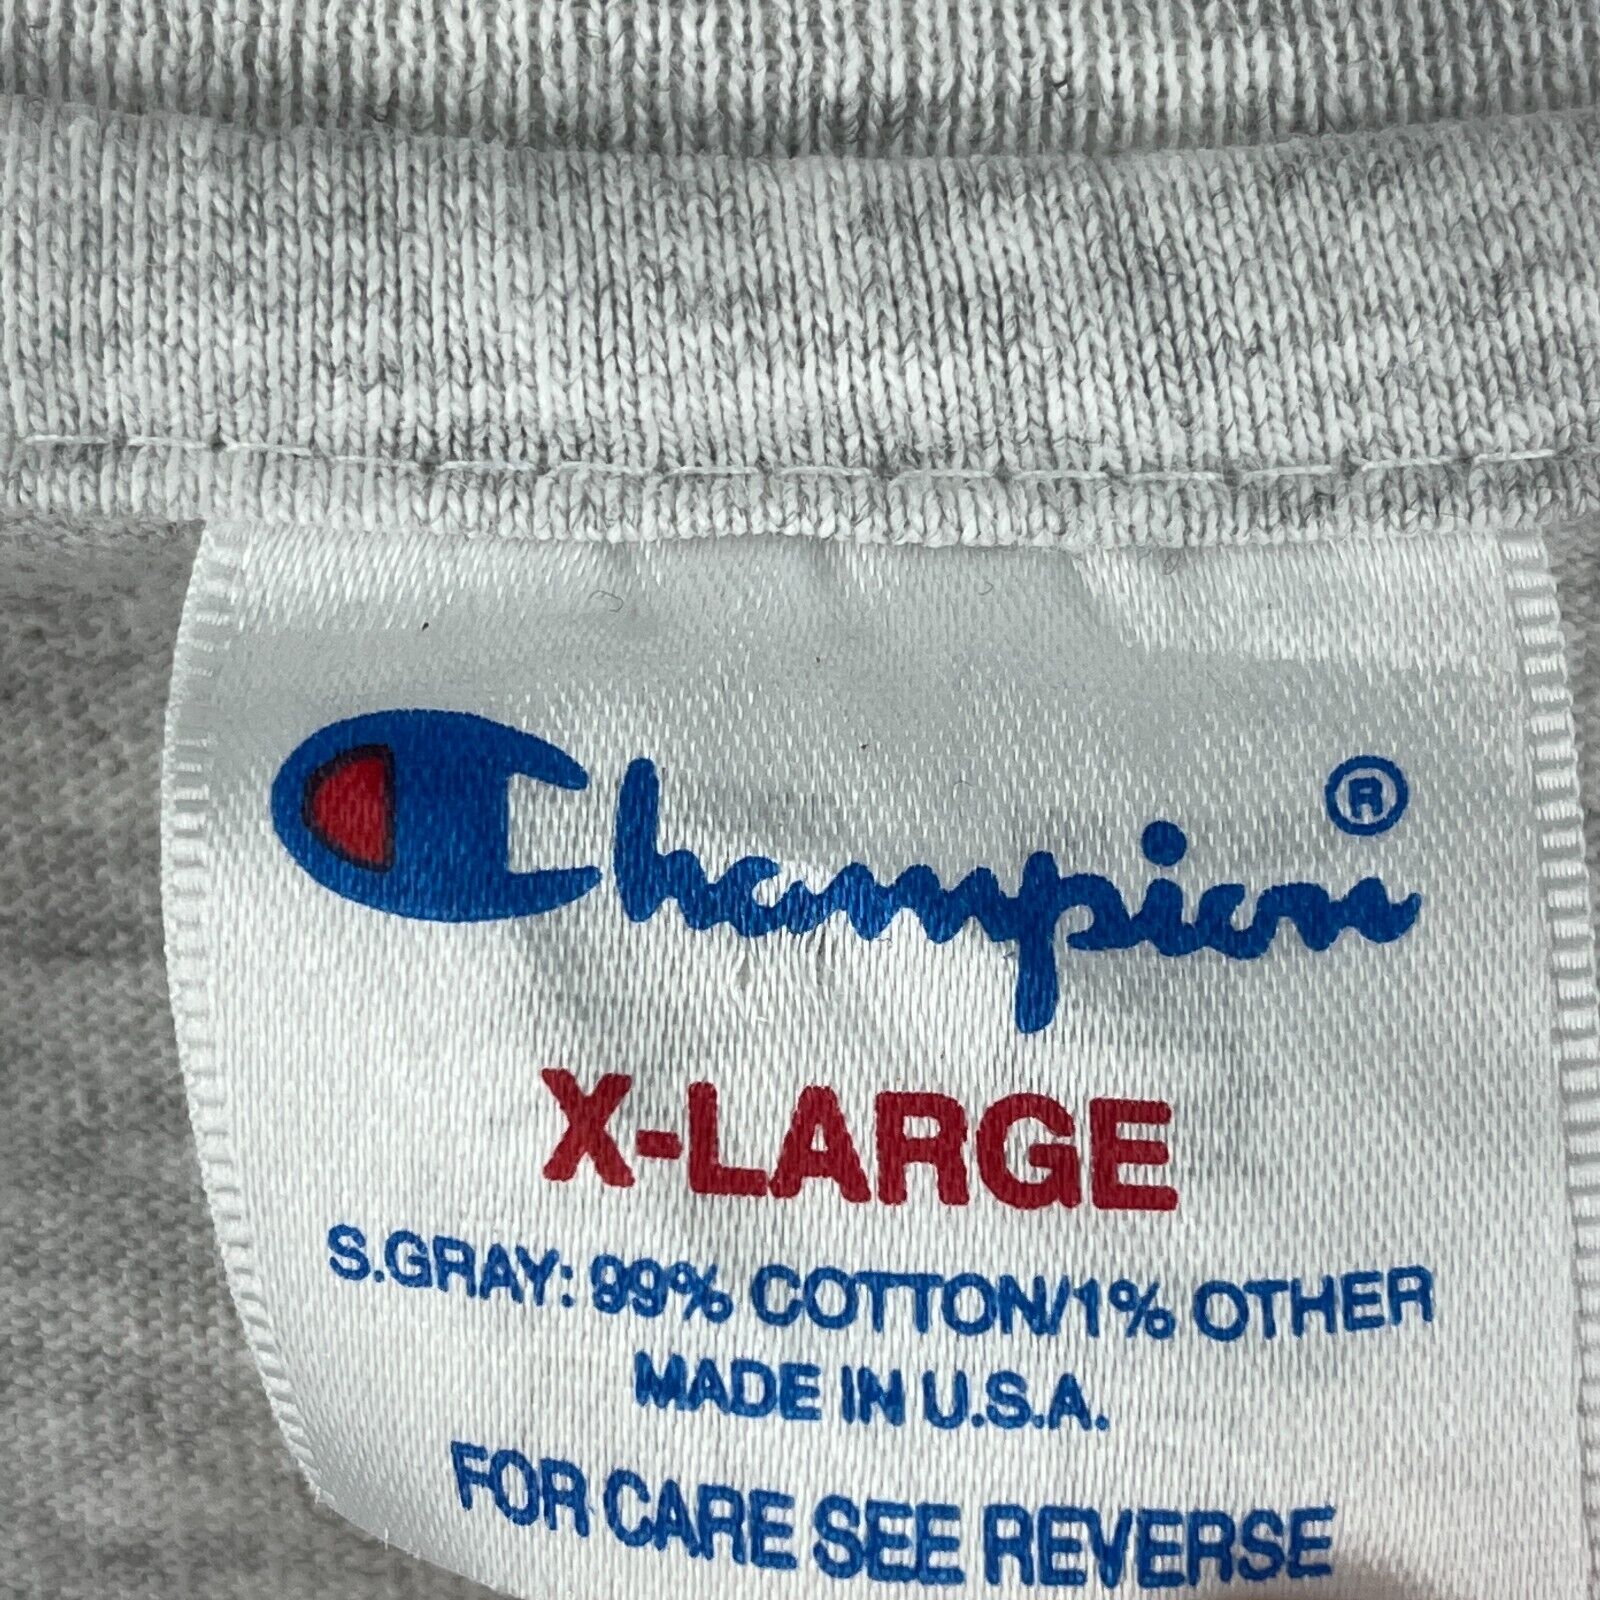 Champion®
X-LARGE
S.GRAY: 99% COTTON/1% OTHER
MADE IN U.S.A.
FOR CARE SEE REVERSE